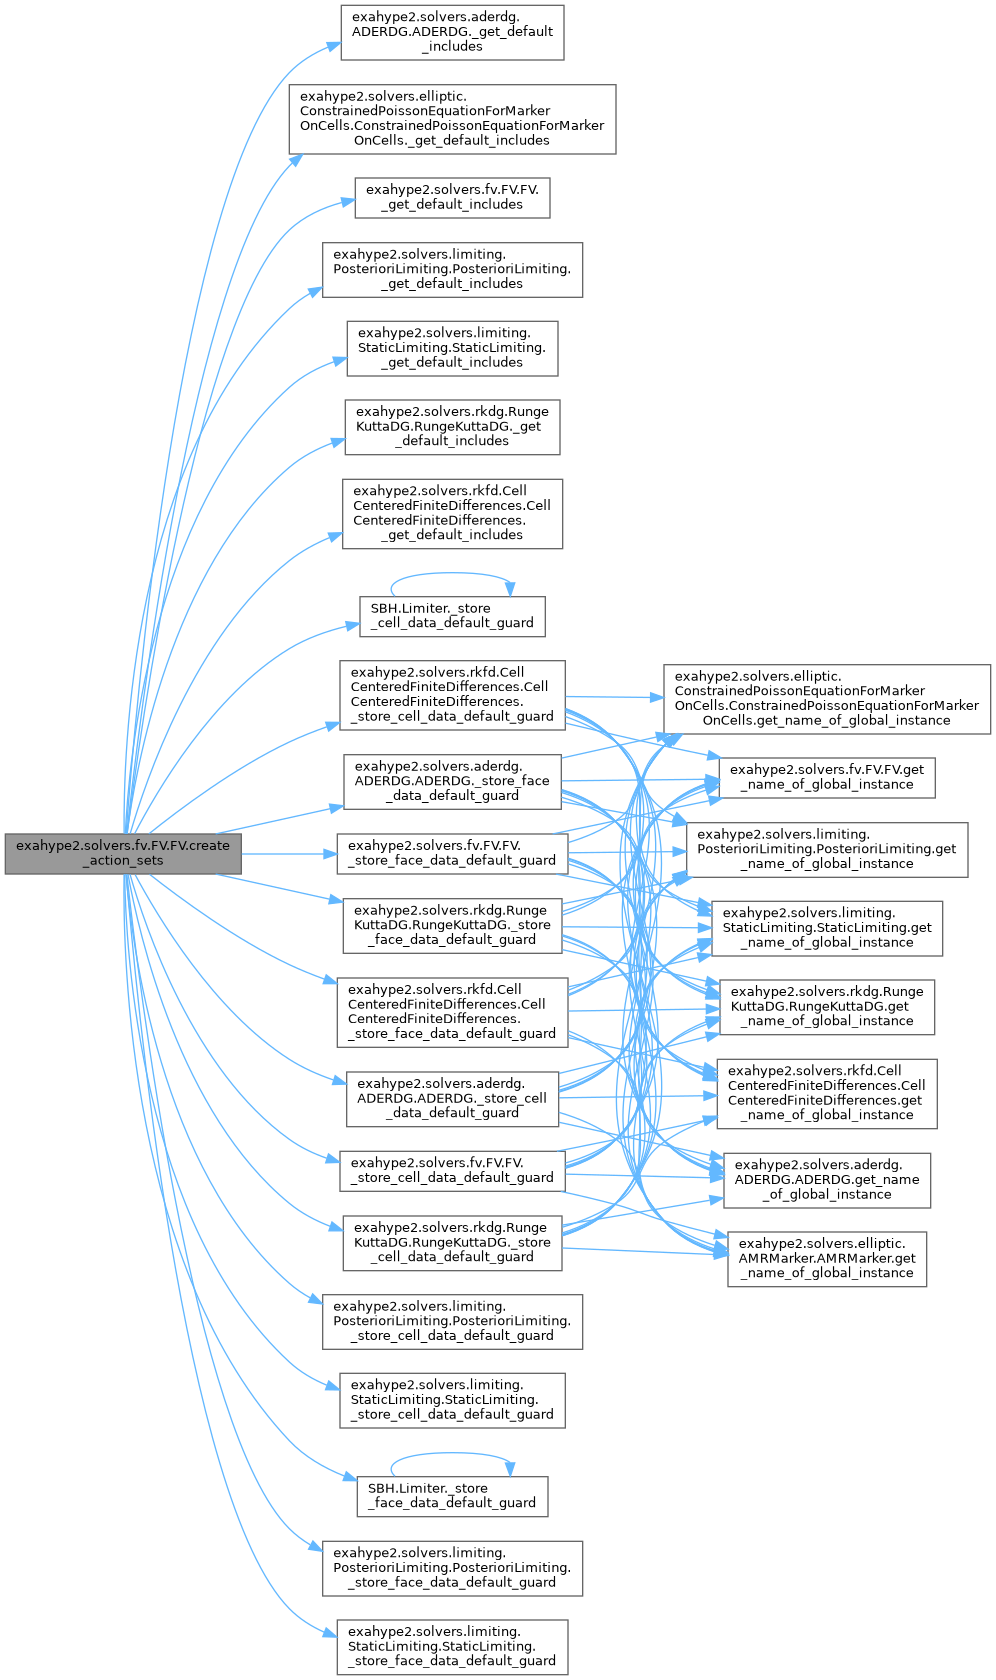 exahype2.solvers.aderdg.
ADERDG.ADERDG._get_default
_includes
exahype2.solvers.elliptic.
ConstrainedPoissonEquationForMarker
OnCells.ConstrainedPoissonEquationForMarker
OnCells._get_default_includes
exahype2.solvers.fv.FV.FV.
_get_default_includes
exahype2.solvers.limiting.
PosterioriLimiting.PosterioriLimiting.
_get_default_includes
exahype2.solvers.limiting.
StaticLimiting.StaticLimiting.
_get_default_includes
exahype2.solvers.rkdg.Runge
KuttaDG.RungeKuttaDG._get
_default_includes
exahype2.solvers.rkfd.Cell
CenteredFiniteDifferences.Cell
CenteredFiniteDifferences.
_get_default_includes
SBH.Limiter._store
_cell_data_default_guard
exahype2.solvers.rkfd.Cell
CenteredFiniteDifferences.Cell
CenteredFiniteDifferences.
_store_cell_data_default_guard
exahype2.solvers.aderdg.
ADERDG.ADERDG._store_face
_data_default_guard
exahype2.solvers.fv.FV.FV.create
_action_sets
exahype2.solvers.fv.FV.FV.
_store_face_data_default_guard
exahype2.solvers.rkdg.Runge
KuttaDG.RungeKuttaDG._store
_face_data_default_guard
exahype2.solvers.rkfd.Cell
CenteredFiniteDifferences.Cell
CenteredFiniteDifferences.
_store_face_data_default_guard
exahype2.solvers.aderdg.
ADERDG.ADERDG._store_cell
_data_default_guard
exahype2.solvers.fv.FV.FV.
_store_cell_data_default_guard
exahype2.solvers.rkdg.Runge
KuttaDG.RungeKuttaDG._store
_cell_data_default_guard
exahype2.solvers.limiting.
PosterioriLimiting.PosterioriLimiting.
_store_cell_data_default_guard
exahype2.solvers.limiting.
StaticLimiting.StaticLimiting.
_store_cell_data_default_guard
SBH.Limiter._store
_face_data_default_guard
exahype2.solvers.limiting.
PosterioriLimiting.PosterioriLimiting.
_store_face_data_default_guard
exahype2.solvers.limiting.
StaticLimiting.StaticLimiting.
_store_face_data_default_guard
exahype2.solvers.elliptic.
ConstrainedPoissonEquationForMarker
OnCells.ConstrainedPoissonEquationForMarker
OnCells.get_name_of_global_instance
exahype2.solvers.fv.FV.FV.get
_name_of_global_instance
exahype2.solvers.limiting.
PosterioriLimiting.PosterioriLimiting.get
_name_of_global_instance
exahype2.solvers.limiting.
StaticLimiting.StaticLimiting.get
_name_of_global_instance
exahype2.solvers.rkdg.Runge
KuttaDG.RungeKuttaDG.get
_name_of_global_instance
exahype2.solvers.rkfd.Cell
CenteredFiniteDifferences.Cell
CenteredFiniteDifferences.get
_name_of_global_instance
exahype2.solvers.aderdg.
ADERDG.ADERDG.get_name
_of_global_instance
exahype2.solvers.elliptic.
AMRMarker.AMRMarker.get
_name_of_global_instance